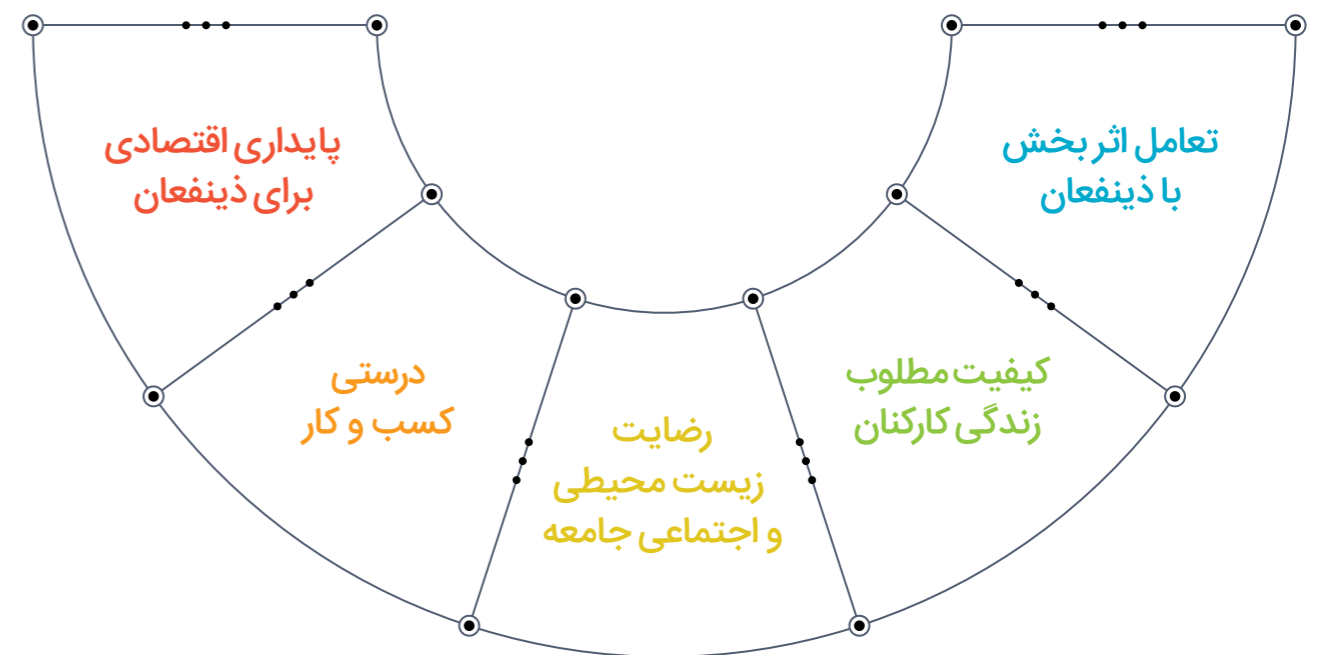 تعامل اثر بخش
با ذینفعان
کیفیت مطلوب
زندگی کارکنان
رضایت
زیست محیطی
و اجتماعی جامعه
درستی
کسب و کار
پایداری اقتصادی
برای ذینفعان